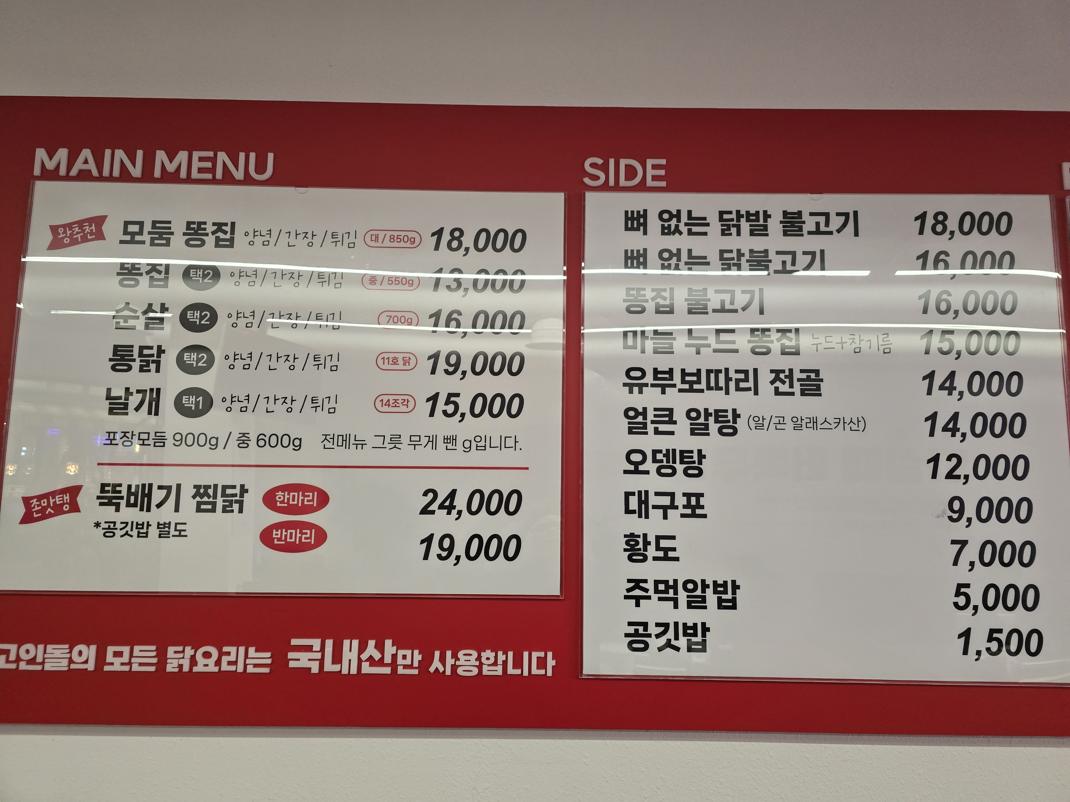 MAIN MENU
왕추천 모둠 똥집 양념/간장/튀김 대/850g 18,000
똥집 택2 양념/간장/튀김 중/550g 13,000
순살 택2 양념/간장/튀김 700g 16,000
통닭 택2 양념/간장/튀김 11호 닭 19,000
날개 택1 양념/간장/튀김 14조각 15,000
포장모듬 900g / 중 600g 전메뉴 그릇 무게 뺀 g입니다.
존맛탱 뚝배기 찜닭 한마리 24,000
*공깃밥 별도 반마리 19,000
고인돌의 모든 닭요리는 국내산만 사용합니다
SIDE
뼈 없는 닭발 불고기 18,000
뼈 없는 닭불고기 16,000
똥집 불고기 16,000
마늘 누드 똥집 누드+참기름 15,000
유부보따리 전골 14,000
얼큰 알탕 (알/곤 알래스카산) 14,000
오뎅탕 12,000
대구포 9,000
황도 7,000
주먹알밥 5,000
공깃밥 1,500